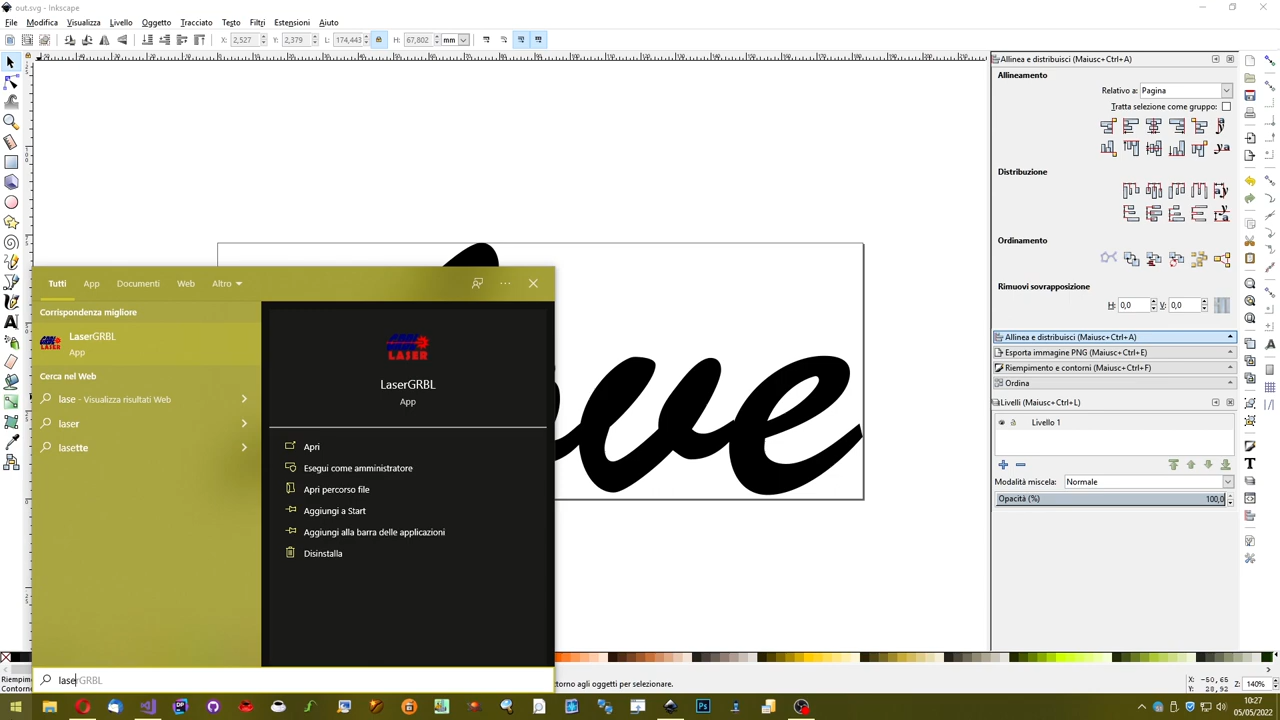 out.svg - Inkscape
File Modifica Visualizza Livello Oggetto Tracciato Testo Filtri Estensioni Aiuto
X: 2,527 Y: 2,379 L: 174,443 H: 67,802 mm
Allinea e distribuisci (Maiusc+Ctrl+A)
Allineamento
Relativo a: Pagina
Tratta selezione come gruppo:
Distribuzione
Ordinamento
Rimuovi sovrapposizione
H: 0,0 V: 0,0
Allinea e distribuisci (Maiusc+Ctrl+A)
Esporta immagine PNG (Maiusc+Ctrl+E)
Riempimento e contorni (Maiusc+Ctrl+F)
Ordina
Livelli (Maiusc+Ctrl+L)
Livello 1
Modalità miscela: Normale
Opacità (%) 100,0
ove
Tutti App Documenti Web Altro
Corrispondenza migliore
LaserGRBL
App
Cerca nel Web
lase - Visualizza risultati Web
laser
lasette
LASER
LaserGRBL
App
Apri
Esegui come amministratore
Apri percorso file
Aggiungi a Start
Aggiungi alla barra delle applicazioni
Disinstalla
laserGRBL
Riempi
Contorn
torno agli oggetti per selezionare.
X: -50,65
Y: 20,92
Z: 140%
10:27
05/05/2022